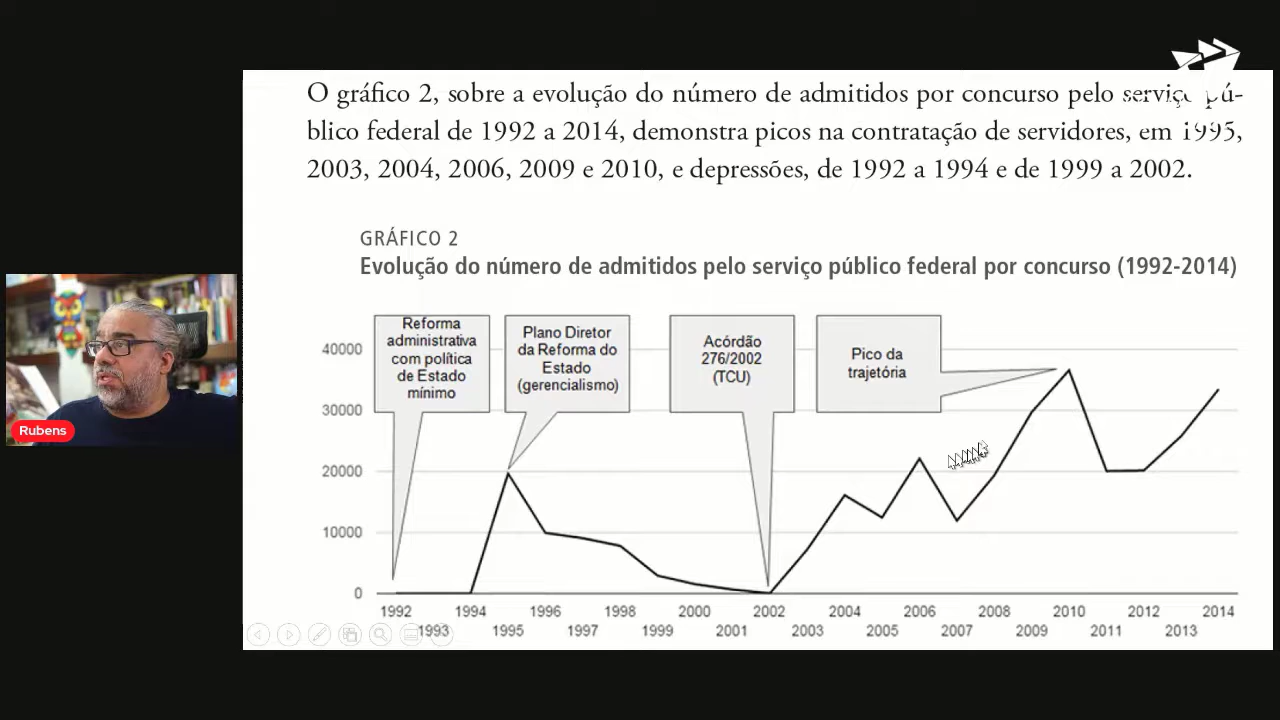 O gráfico 2, sobre a evolução do número de admitidos por concurso pelo serviço pú-
blico federal de 1992 a 2014, demonstra picos na contratação de servidores, em 1995,
2003, 2004, 2006, 2009 e 2010, e depressões, de 1992 a 1994 e de 1999 a 2002.
GRÁFICO 2
Evolução do número de admitidos pelo serviço público federal por concurso (1992-2014)
Reforma
administrativa
com política
de Estado
mínimo
Plano Diretor
da Reforma do
Estado
(gerencialismo)
Acórdão
276/2002
(TCU)
Pico da
trajetória
40000
30000
20000
10000
0
1992 1994 1996 1998 2000 2002 2004 2006 2008 2010 2012 2014
1993 1995 1997 1999 2001 2003 2005 2007 2009 2011 2013
Rubens